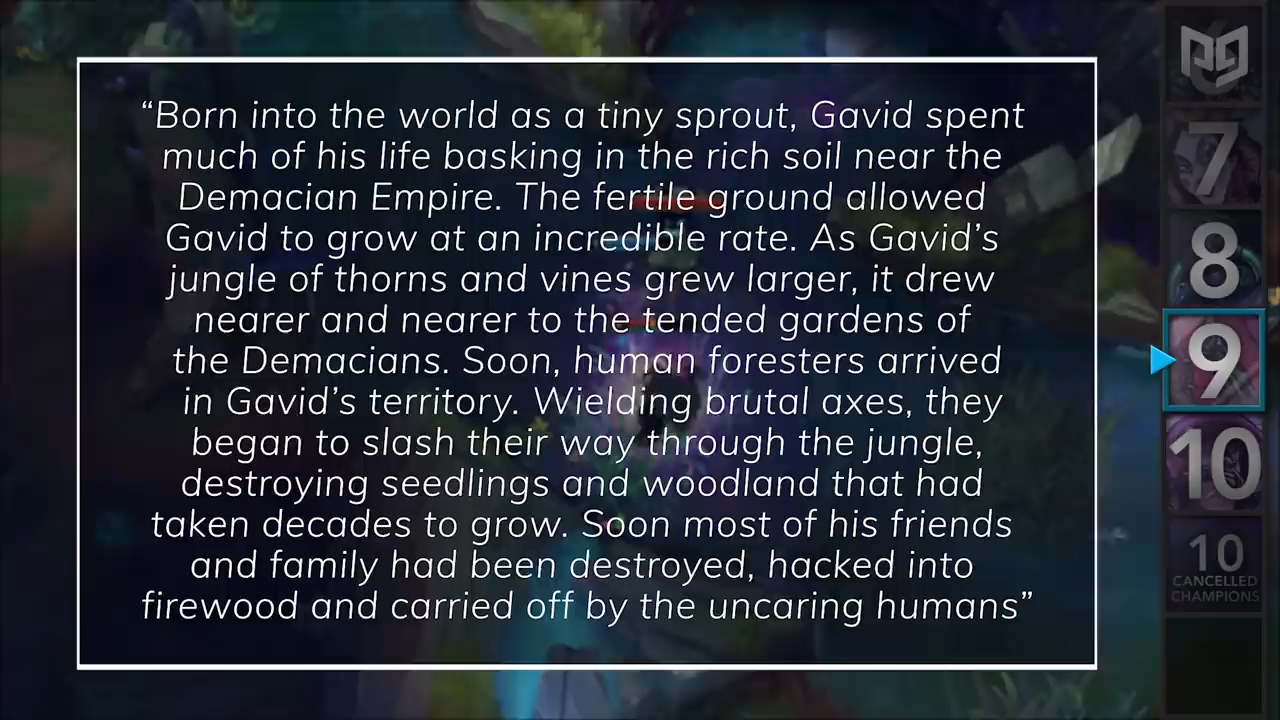 “Born into the world as a tiny sprout, Gavid spent
much of his life basking in the rich soil near the
Demacian Empire. The fertile ground allowed
Gavid to grow at an incredible rate. As Gavid’s
jungle of thorns and vines grew larger, it drew
nearer and nearer to the tended gardens of
the Demacians. Soon, human foresters arrived
in Gavid’s territory. Wielding brutal axes, they
began to slash their way through the jungle,
destroying seedlings and woodland that had
taken decades to grow. Soon most of his friends
and family had been destroyed, hacked into
firewood and carried off by the uncaring humans”
7
8
9
10
10
CANCELLED
CHAMPIONS